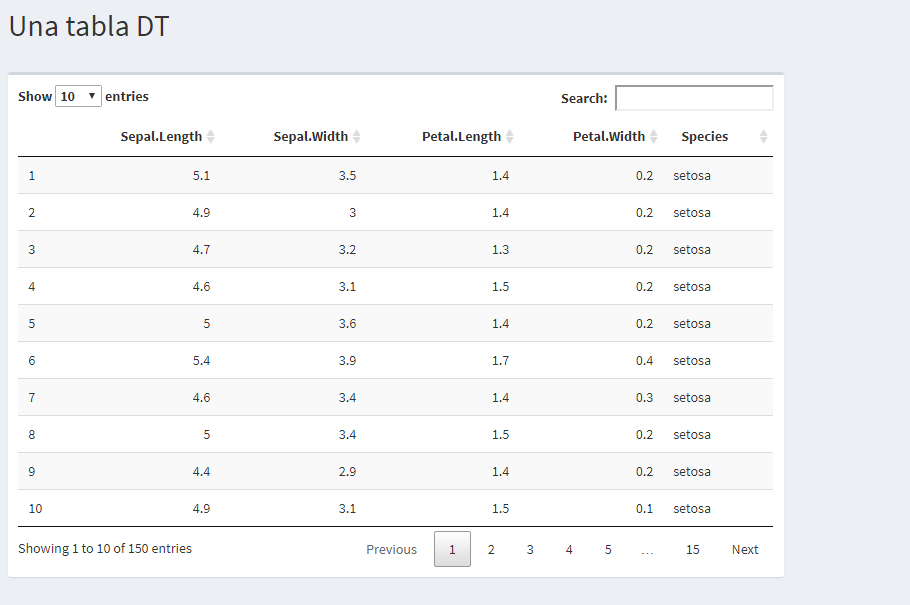 Una tabla DT
Show 10 entries Search:
Sepal.Length Sepal.Width Petal.Length Petal.Width Species
1 5.1 3.5 1.4 0.2 setosa
2 4.9 3 1.4 0.2 setosa
3 4.7 3.2 1.3 0.2 setosa
4 4.6 3.1 1.5 0.2 setosa
5 5 3.6 1.4 0.2 setosa
6 5.4 3.9 1.7 0.4 setosa
7 4.6 3.4 1.4 0.3 setosa
8 5 3.4 1.5 0.2 setosa
9 4.4 2.9 1.4 0.2 setosa
10 4.9 3.1 1.5 0.1 setosa
Showing 1 to 10 of 150 entries Previous 1 2 3 4 5 … 15 Next